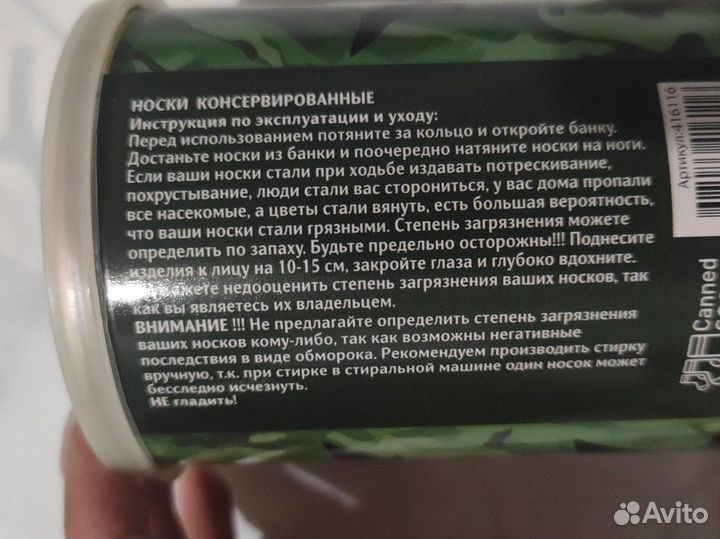 НОСКИ КОНСЕРВИРОВАННЫЕ
Инструкция по эксплуатации и уходу:
Перед использованием потяните за кольцо и откройте банку.
Достаньте носки из банки и поочередно натяните носки на ноги.
Если ваши носки стали при ходьбе издавать потрескивание,
похрустывание, люди стали вас сторониться, у вас дома пропали
все насекомые, а цветы стали вянуть, есть большая вероятность,
что ваши носки стали грязными. Степень загрязнения можете
определить по запаху. Будьте предельно осторожны!!! Поднесите
изделия к лицу на 10-15 см, закройте глаза и глубоко вдохните.
недооценить степень загрязнения ваших носков, так
как вы являетесь их владельцем.
ВНИМАНИЕ !!! Не предлагайте определить степень загрязнения
ваших носков кому-либо, так как возможны негативные
последствия в виде обморока. Рекомендуем производить стирку
вручную, т.к. при стирке в стиральной машине один носок может
бесследно исчезнуть.
НЕ ГЛАДИТЬ!
Артикул:416116
Canned
Avito